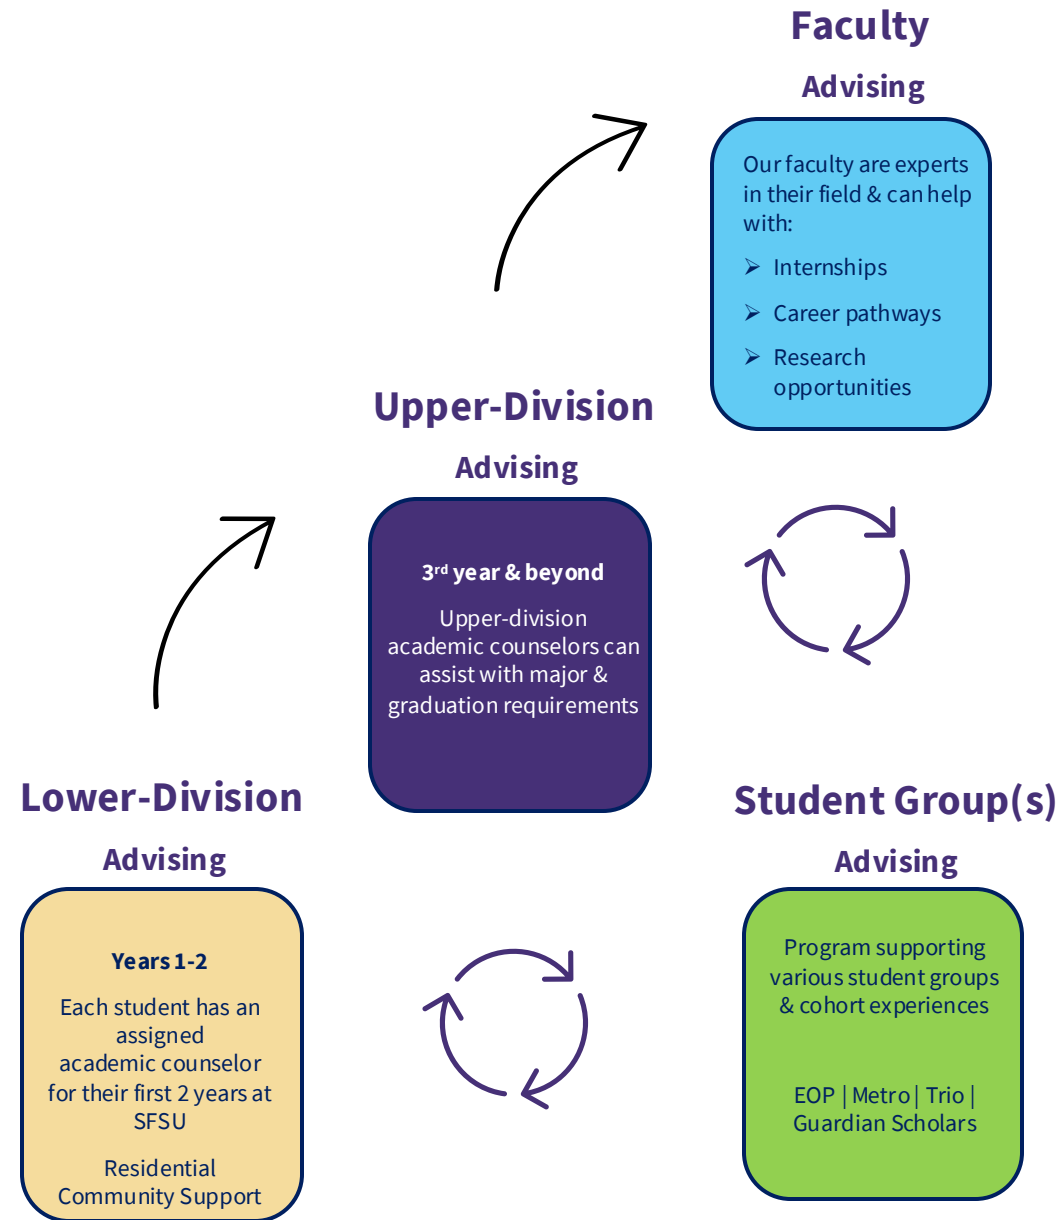 Faculty
Advising
Our faculty are experts
in their field & can help
with:
➢ Internships
➢ Career pathways
➢ Research
opportunities
Upper-Division
Advising
3rd year & beyond
Upper-division
academic counselors can
assist with major &
graduation requirements
Lower-Division
Advising
Years 1-2
Each student has an
assigned
academic counselor
for their first 2 years at
SFSU
Residential
Community Support
Student Group(s)
Advising
Program supporting
various student groups
& cohort experiences
EOP | Metro | Trio |
Guardian Scholars